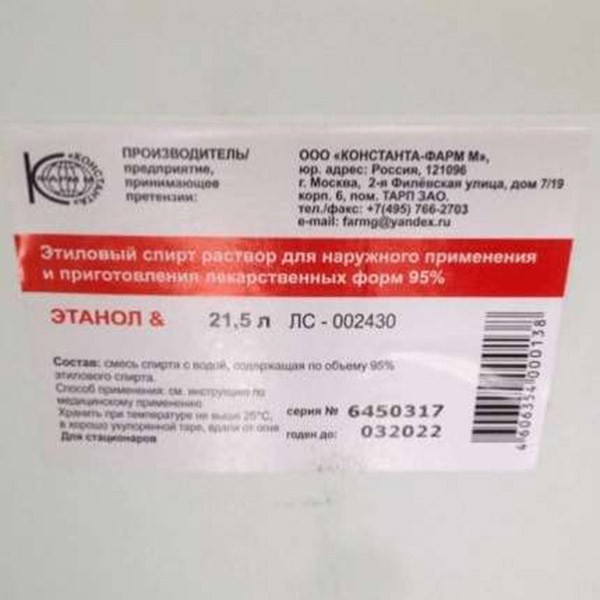 «КОНСТАНТА»
ФАРМ М
ПРОИЗВОДИТЕЛЬ/
предприятие,
принимающее
претензии:
ООО «КОНСТАНТА-ФАРМ М»,
юр. адрес: Россия, 121096
г. Москва, 2-я Филёвская улица, дом 7/19
корп. 6, пом. ТАРП ЗАО.
тел./факс: +7(495) 766-2703
e-mail: farmg@yandex.ru
Этиловый спирт раствор для наружного применения
и приготовления лекарственных форм 95%
ЭТАНОЛ & 21,5 л ЛС - 002430
Состав: смесь спирта с водой, содержащая по объему 95%
этилового спирта.
Способ применения: см. инструкцию по
медицинскому применению.
Хранить при температуре не выше 25°С,
в хорошо укупоренной таре, вдали от огня
Для стационаров
серия № 6450317
годен до: 032022
4606354000138